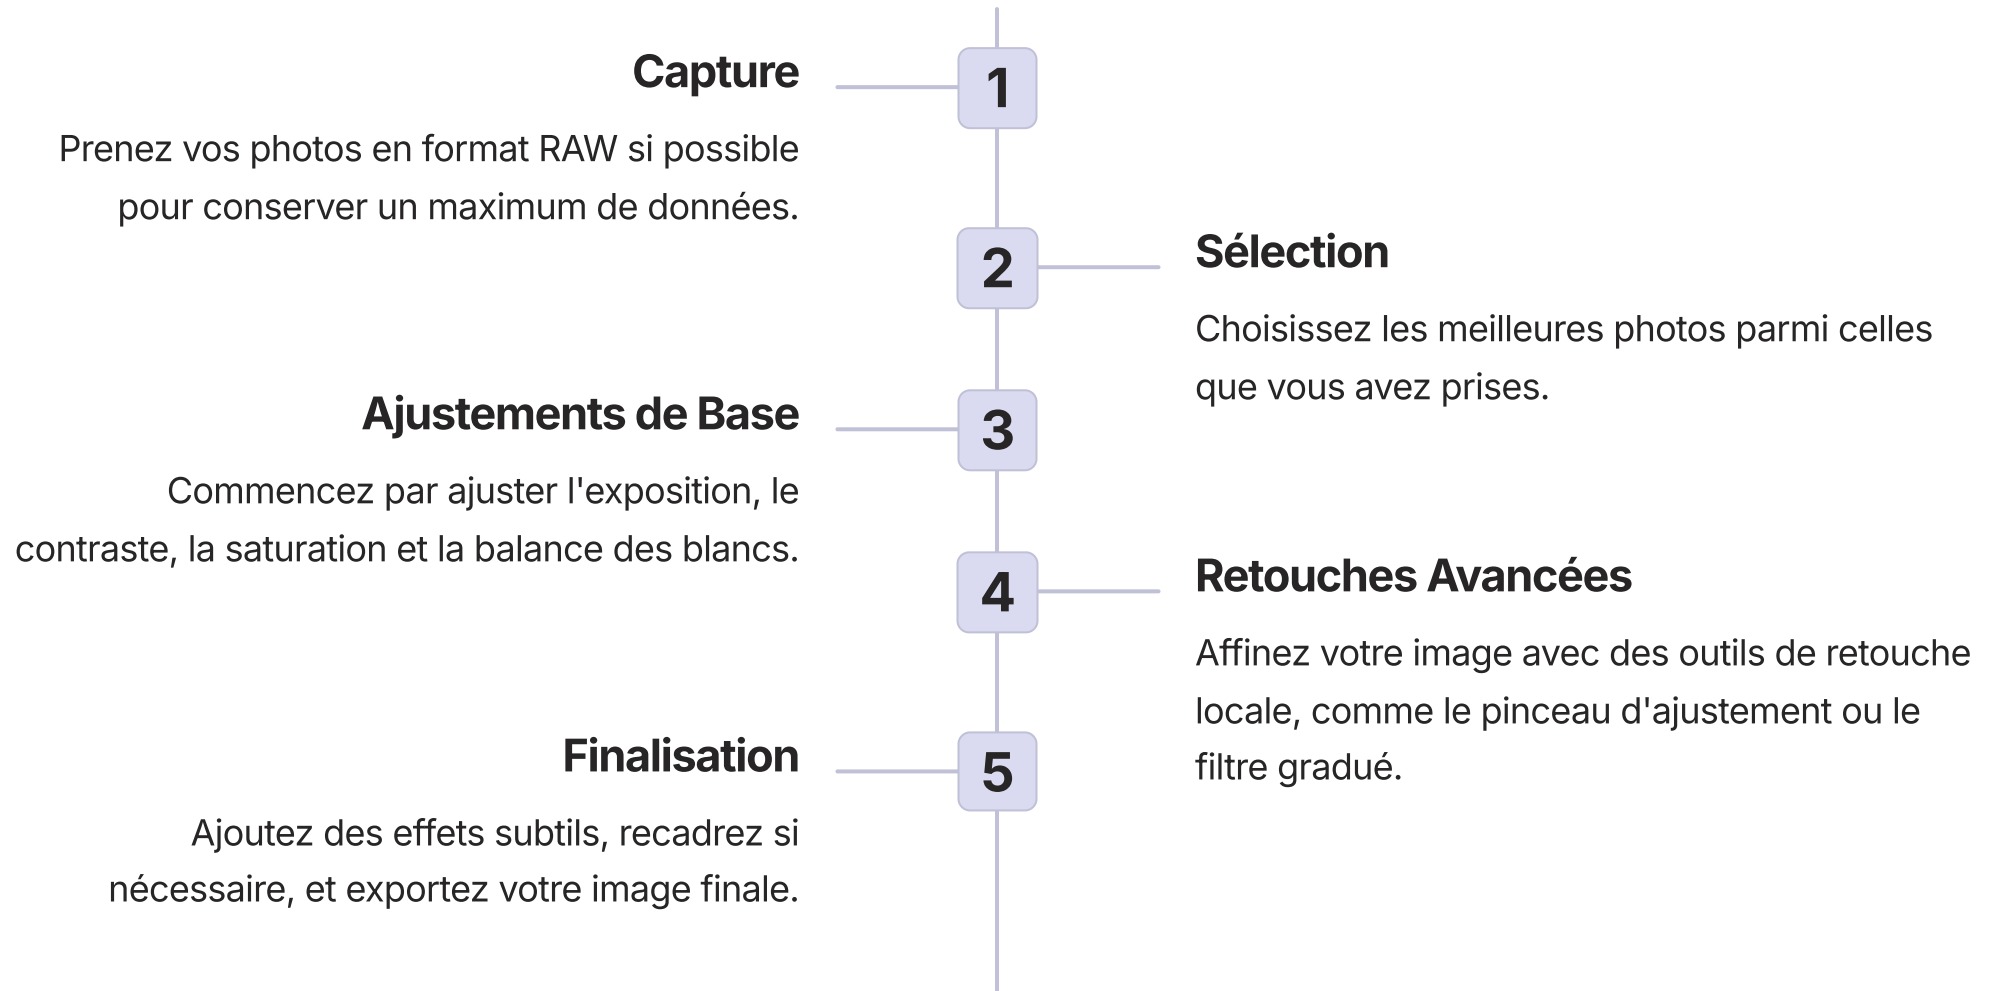 1
Capture
Prenez vos photos en format RAW si possible
pour conserver un maximum de données.
2
Sélection
Choisissez les meilleures photos parmi celles
que vous avez prises.
3
Ajustements de Base
Commencez par ajuster l'exposition, le
contraste, la saturation et la balance des blancs.
4
Retouches Avancées
Affinez votre image avec des outils de retouche
locale, comme le pinceau d'ajustement ou le
filtre gradué.
5
Finalisation
Ajoutez des effets subtils, recadrez si
nécessaire, et exportez votre image finale.